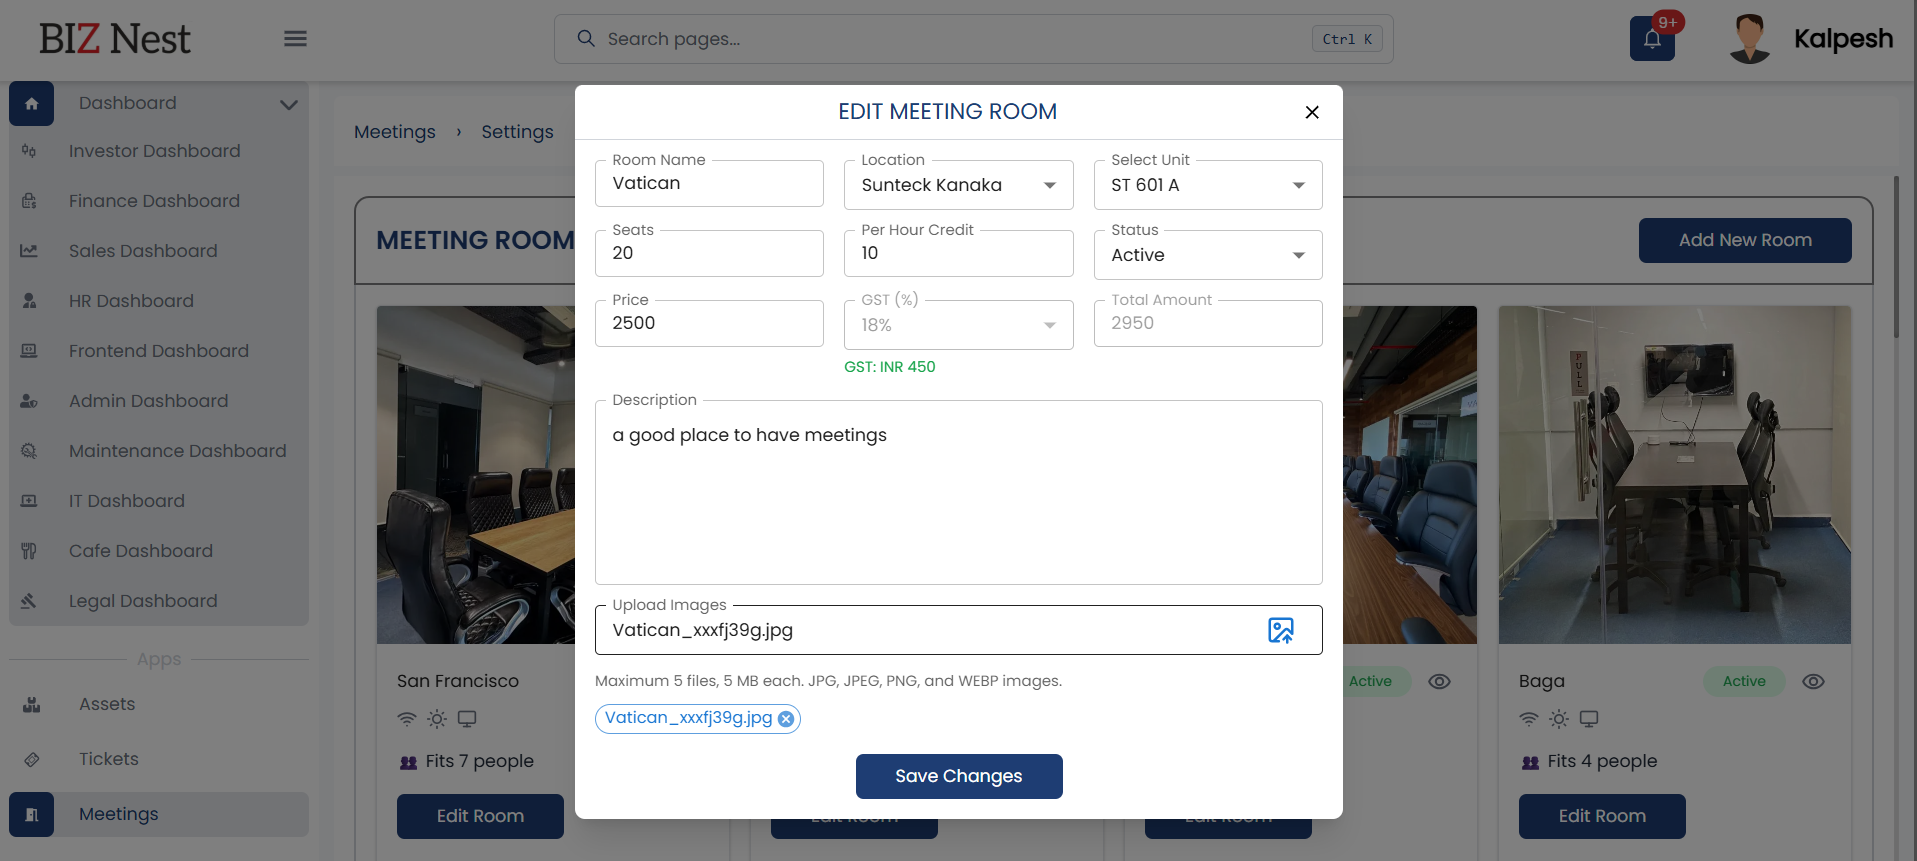 BIZ Nest
Search pages...
Ctrl K
9+
Kalpesh
Dashboard
Investor Dashboard
Finance Dashboard
Sales Dashboard
HR Dashboard
Frontend Dashboard
Admin Dashboard
Maintenance Dashboard
IT Dashboard
Cafe Dashboard
Legal Dashboard
Apps
Assets
Tickets
Meetings
Meetings › Settings
MEETING ROOM
Add New Room
EDIT MEETING ROOM
Room Name
Vatican
Location
Sunteck Kanaka
Select Unit
ST 601 A
Seats
20
Per Hour Credit
10
Status
Active
Price
2500
GST (%)
18%
Total Amount
2950
GST: INR 450
Description
a good place to have meetings
Upload Images
Vatican_xxxfj39g.jpg
Maximum 5 files, 5 MB each. JPG, JPEG, PNG, and WEBP images.
Vatican_xxxfj39g.jpg
Save Changes
San Francisco
Fits 7 people
Edit Room
Edit Room
Active
Edit Room
PULL
Baga
Active
Fits 4 people
Edit Room